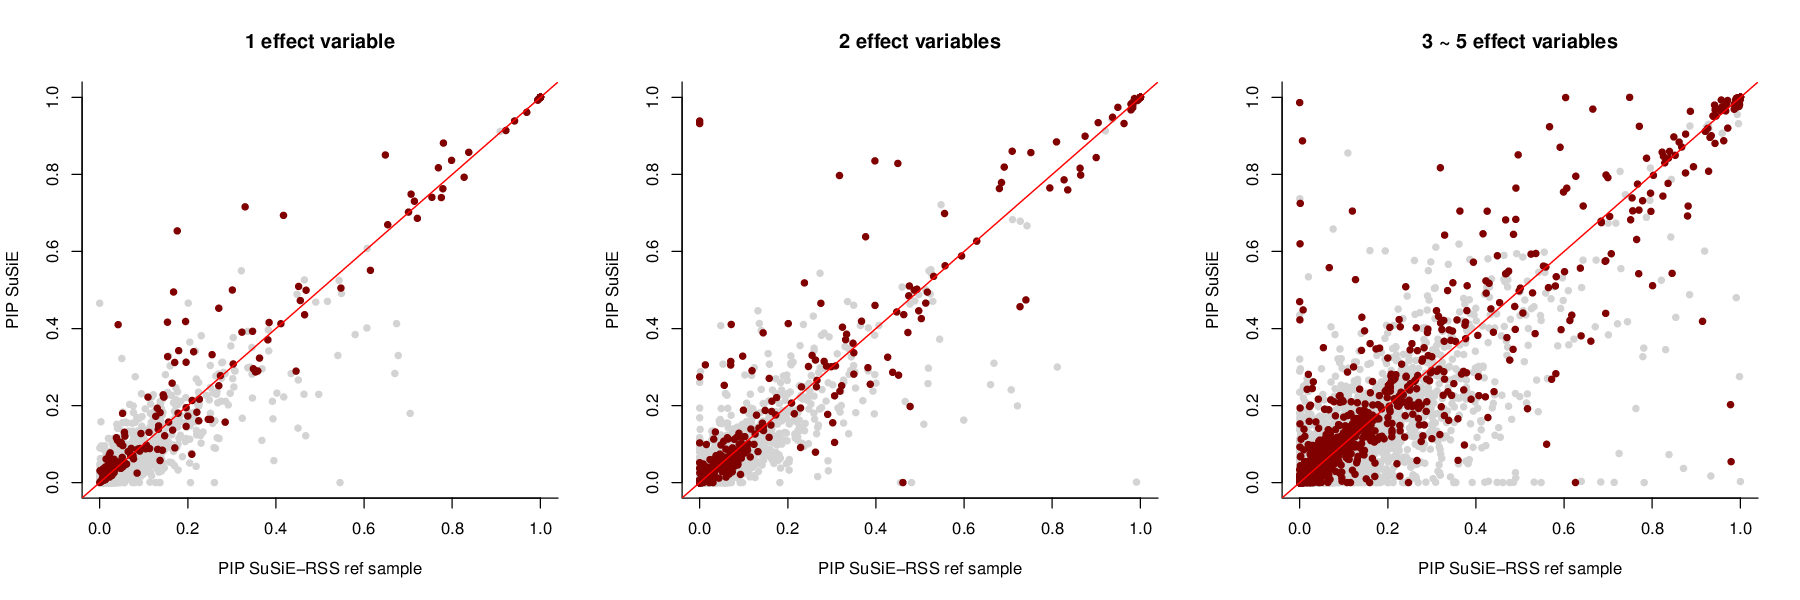 1 effect variable
PIP SuSiE
1.0
0.8
0.6
0.4
0.2
0.0
0.0 0.2 0.4 0.6 0.8 1.0
PIP SuSiE−RSS ref sample
2 effect variables
PIP SuSiE
1.0
0.8
0.6
0.4
0.2
0.0
0.0 0.2 0.4 0.6 0.8 1.0
PIP SuSiE−RSS ref sample
3 ~ 5 effect variables
PIP SuSiE
1.0
0.8
0.6
0.4
0.2
0.0
0.0 0.2 0.4 0.6 0.8 1.0
PIP SuSiE−RSS ref sample